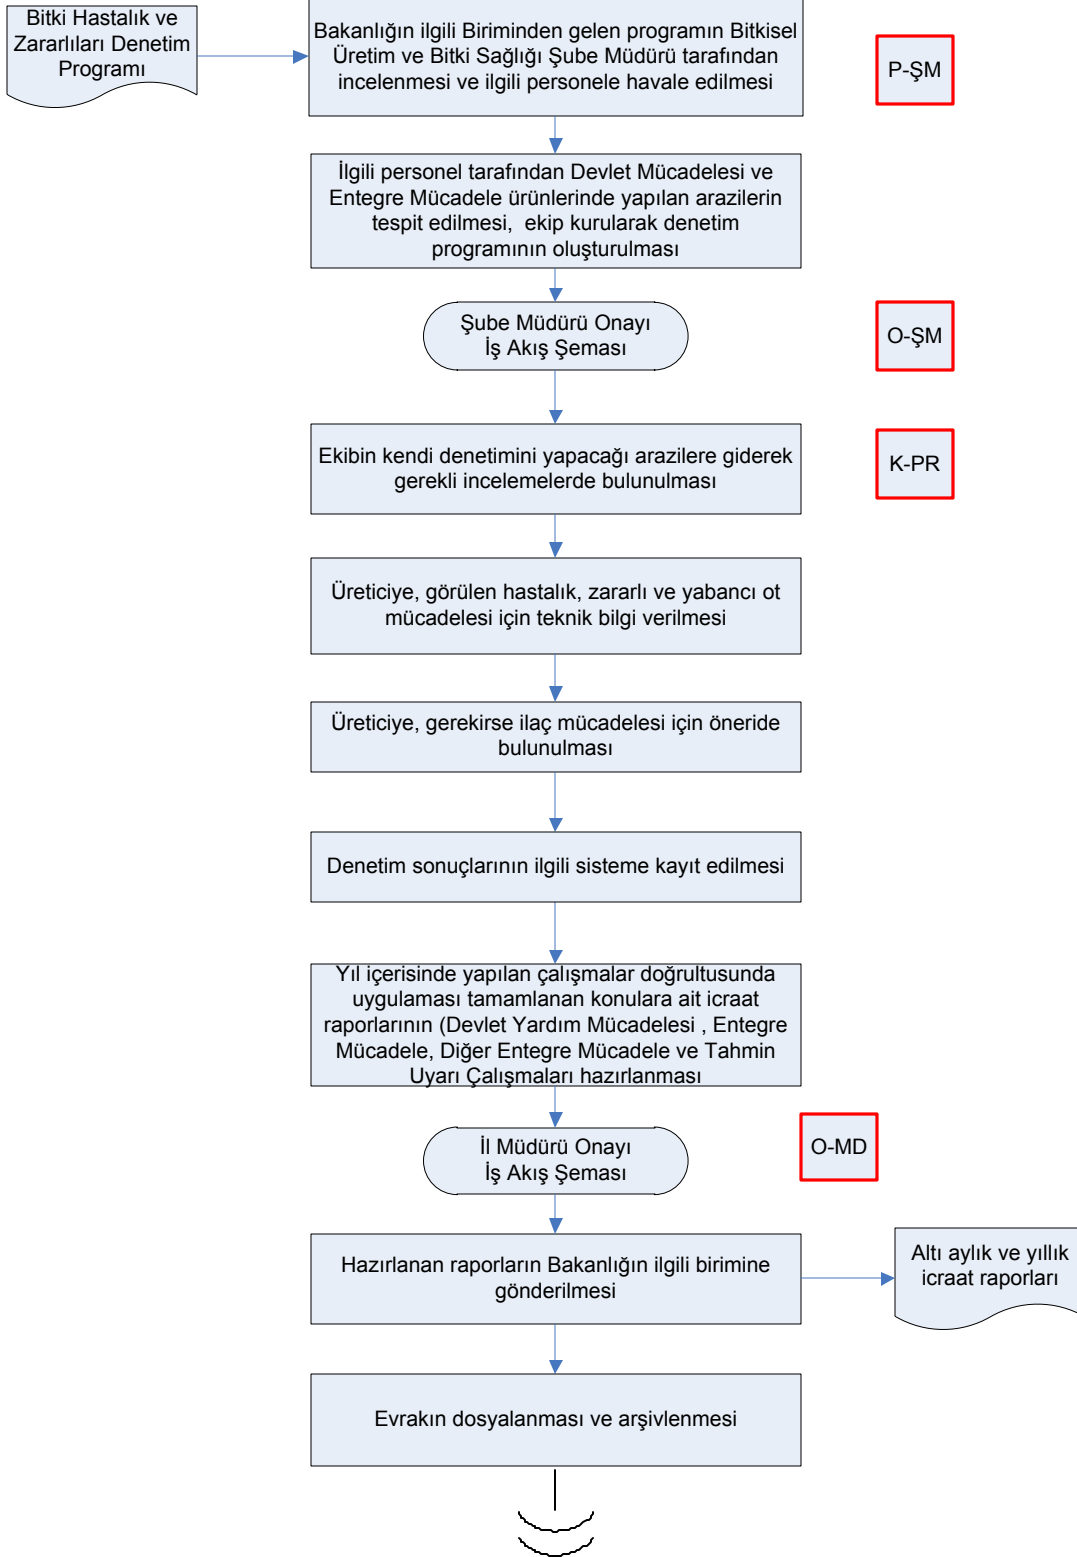 Bitki Hastalık ve
Zararlıları Denetim
Programı
Bakanlığın ilgili Biriminden gelen programın Bitkisel
Üretim ve Bitki Sağlığı Şube Müdürü tarafından
incelenmesi ve ilgili personele havale edilmesi
P-ŞM
İlgili personel tarafından Devlet Mücadelesi ve
Entegre Mücadele ürünlerinde yapılan arazilerin
tespit edilmesi, ekip kurularak denetim
programının oluşturulması
Şube Müdürü Onayı
İş Akış Şeması
O-ŞM
Ekibin kendi denetimini yapacağı arazilere giderek
gerekli incelemelerde bulunulması
K-PR
Üreticiye, görülen hastalık, zararlı ve yabancı ot
mücadelesi için teknik bilgi verilmesi
Üreticiye, gerekirse ilaç mücadelesi için öneride
bulunulması
Denetim sonuçlarının ilgili sisteme kayıt edilmesi
Yıl içerisinde yapılan çalışmalar doğrultusunda
uygulaması tamamlanan konulara ait icraat
raporlarının (Devlet Yardım Mücadelesi , Entegre
Mücadele, Diğer Entegre Mücadele ve Tahmin
Uyarı Çalışmaları hazırlanması
İl Müdürü Onayı
İş Akış Şeması
O-MD
Hazırlanan raporların Bakanlığın ilgili birimine
gönderilmesi
Altı aylık ve yıllık
icraat raporları
Evrakın dosyalanması ve arşivlenmesi